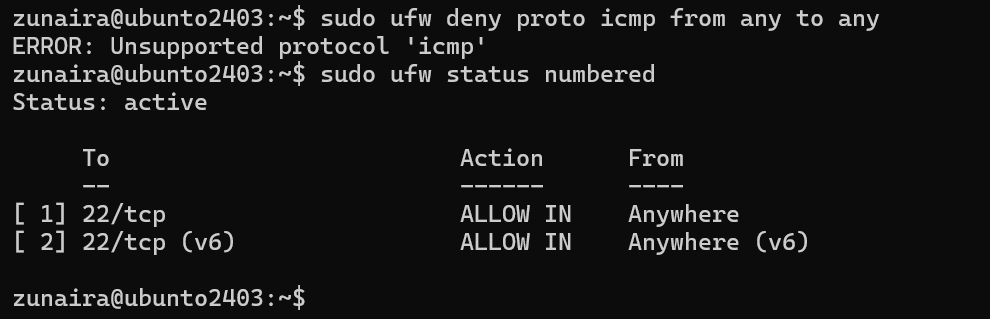 zunaira@ubunto2403:~$ sudo ufw deny proto icmp from any to any
ERROR: Unsupported protocol 'icmp'
zunaira@ubunto2403:~$ sudo ufw status numbered
Status: active
     To                         Action      From
     --                         ------      ----
[ 1] 22/tcp                     ALLOW IN    Anywhere
[ 2] 22/tcp (v6)                ALLOW IN    Anywhere (v6)
zunaira@ubunto2403:~$